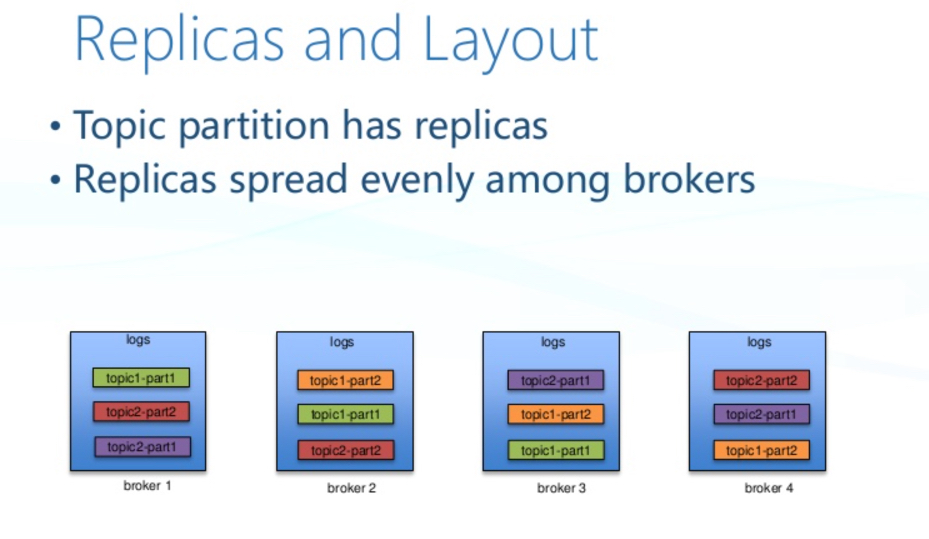 Replicas and Layout
• Topic partition has replicas
• Replicas spread evenly among brokers
logs
topic1-part1
topic2-part2
topic2-part1
broker 1
logs
topic1-part2
topic1-part1
topic2-part2
broker 2
logs
topic2-part1
topic1-part2
topic1-part1
broker 3
logs
topic2-part2
topic2-part1
topic1-part2
broker 4